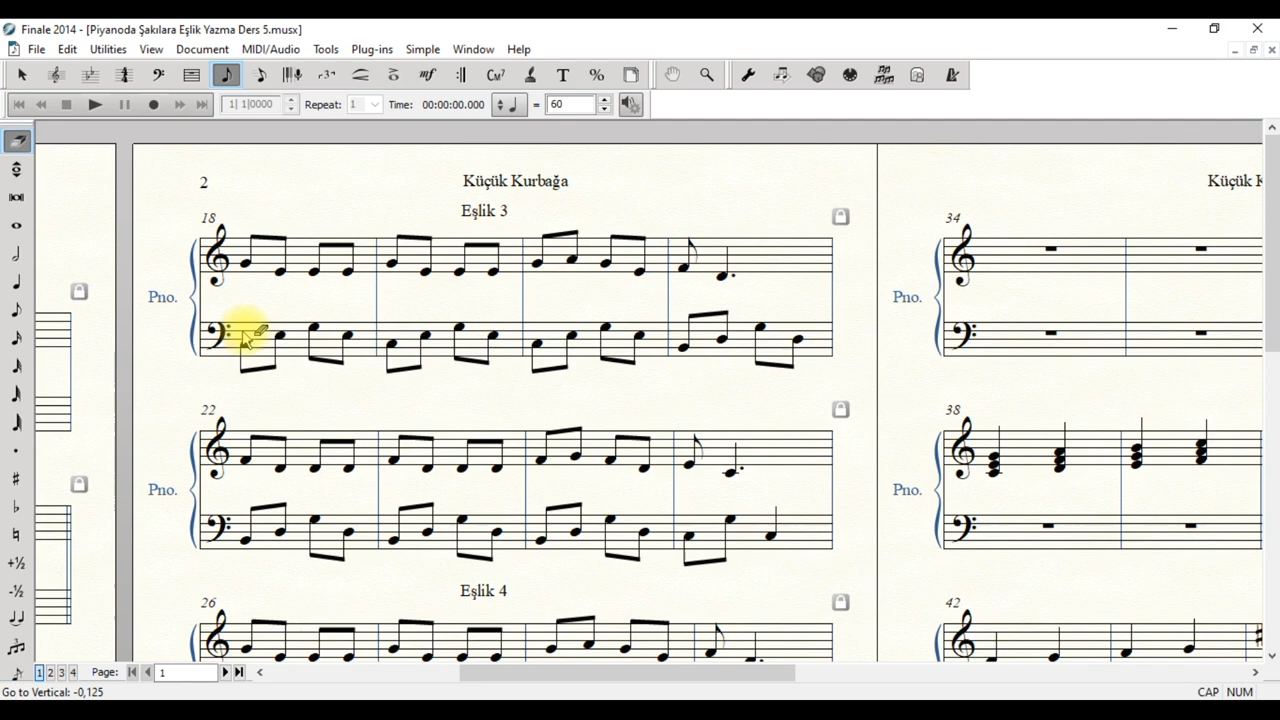 Finale 2014 - [Piyanoda Şakılara Eşlik Yazma Ders 5.musx]
File Edit Utilities View Document MIDI/Audio Tools Plug-ins Simple Window Help
1| 1|0000 Repeat: 1 Time: 00:00:00.000 = 60
2 Küçük Kurbağa Küçük K
Eşlik 3
18 34
Pno. Pno.
22 38
Pno. Pno.
Eşlik 4
26 42
1 2 3 4 Page: 1
Go to Vertical: -0,125 CAP NUM